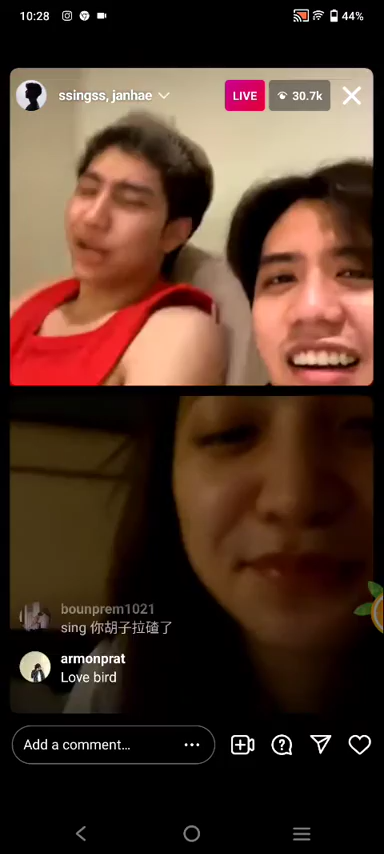 10:28
44%
ssingss, janhae
LIVE
30.7k
bounprem1021
sing 你胡子拉碴了
armonprat
Love bird
Add a comment...